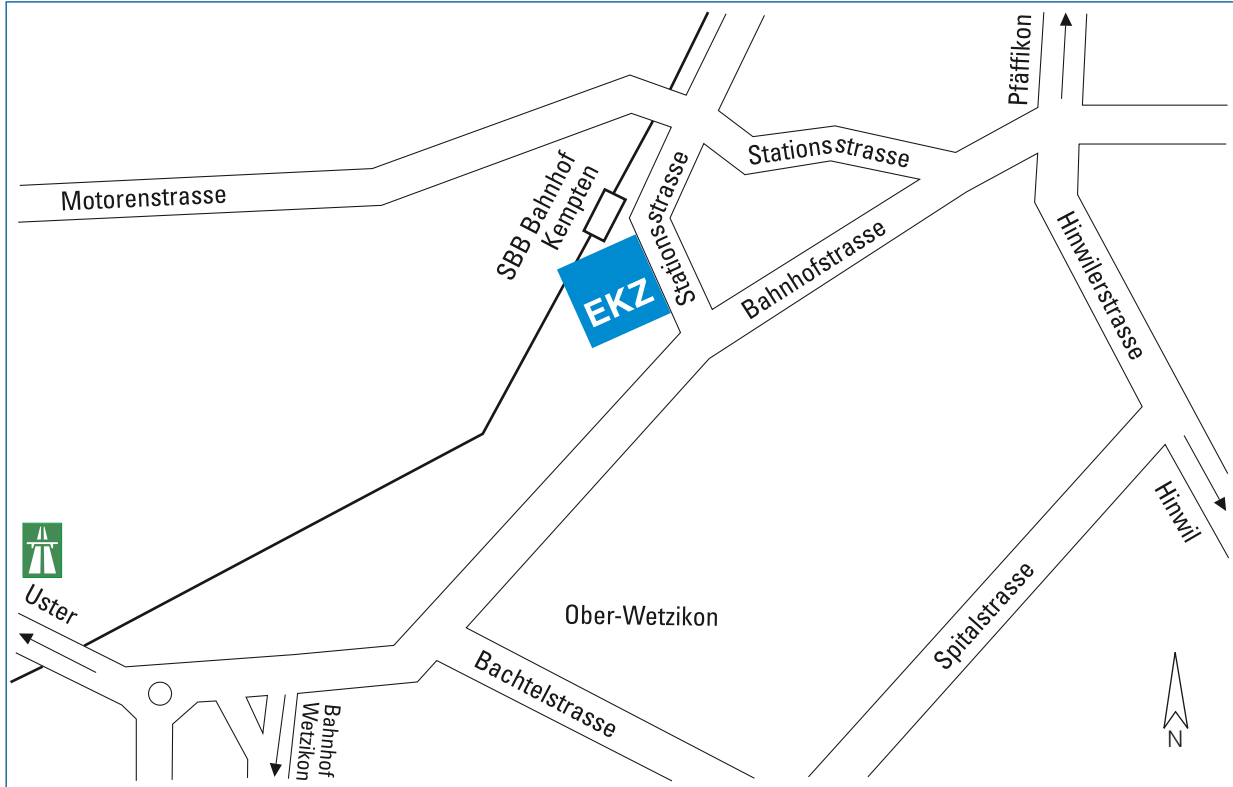 Pfäffikon
Stationsstrasse
SBB Bahnhof
Kempten
Stationsstrasse
Motorenstrasse
Bahnhofstrasse
Hinwilerstrasse
EKZ
Hinwil
Uster
Ober-Wetzikon
Spitalstrasse
Bachtelstrasse
Bahnhof
Wetzikon
N